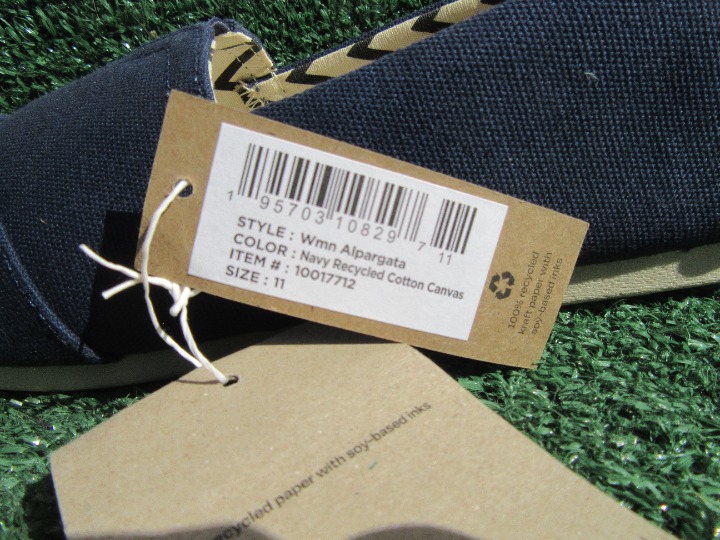 1 95703 10829 7 11
STYLE : Wmn Alpargata
COLOR : Navy Recycled Cotton Canvas
ITEM # : 10017712
SIZE : 11
100% recycled
kraft paper with
soy-based inks
recycled paper with soy-based inks